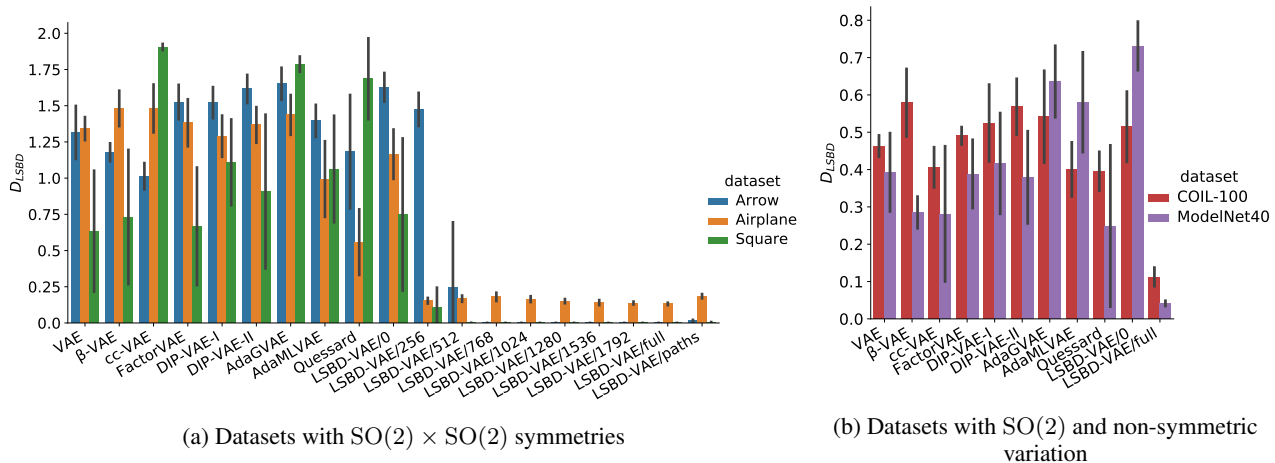 2.0
1.75
1.5
1.25
1.0
0.75
0.5
0.25
0.0
D_LSBD
VAE
β-VAE
cc-VAE
FactorVAE
DIP-VAE-I
DIP-VAE-II
AdaGVAE
AdaMLVAE
Quessard
LSBD-VAE/0
LSBD-VAE/256
LSBD-VAE/512
LSBD-VAE/768
LSBD-VAE/1024
LSBD-VAE/1280
LSBD-VAE/1536
LSBD-VAE/1792
LSBD-VAE/full
LSBD-VAE/paths
dataset
Arrow
Airplane
Square
(a) Datasets with SO(2) × SO(2) symmetries
0.8
0.7
0.6
0.5
0.4
0.3
0.2
0.1
0.0
D_LSBD
VAE
β-VAE
cc-VAE
FactorVAE
DIP-VAE-I
DIP-VAE-II
AdaGVAE
AdaMLVAE
Quessard
LSBD-VAE/0
LSBD-VAE/full
dataset
COIL-100
ModelNet40
(b) Datasets with SO(2) and non-symmetric
variation